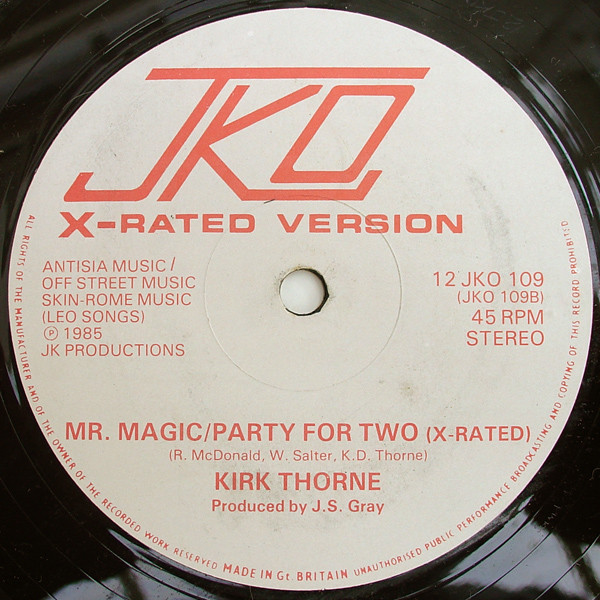 JKO
X-RATED VERSION
ANTISIA MUSIC/
OFF STREET MUSIC
SKIN-ROME MUSIC
(LEO SONGS)
Ⓟ 1985
JK PRODUCTIONS
12 JKO 109
(JKO 109B)
45 RPM
STEREO
MR. MAGIC/PARTY FOR TWO (X-RATED)
(R. McDonald, W. Salter, K.D. Thorne)
KIRK THORNE
Produced by J.S. Gray
ALL RIGHTS OF THE MANUFACTURER AND OF THE OWNER OF THE RECORDED WORK RESERVED MADE IN Gt. BRITAIN UNAUTHORISED PUBLIC PERFORMANCE BROADCASTING AND COPYING OF THIS RECORD PROHIBITED